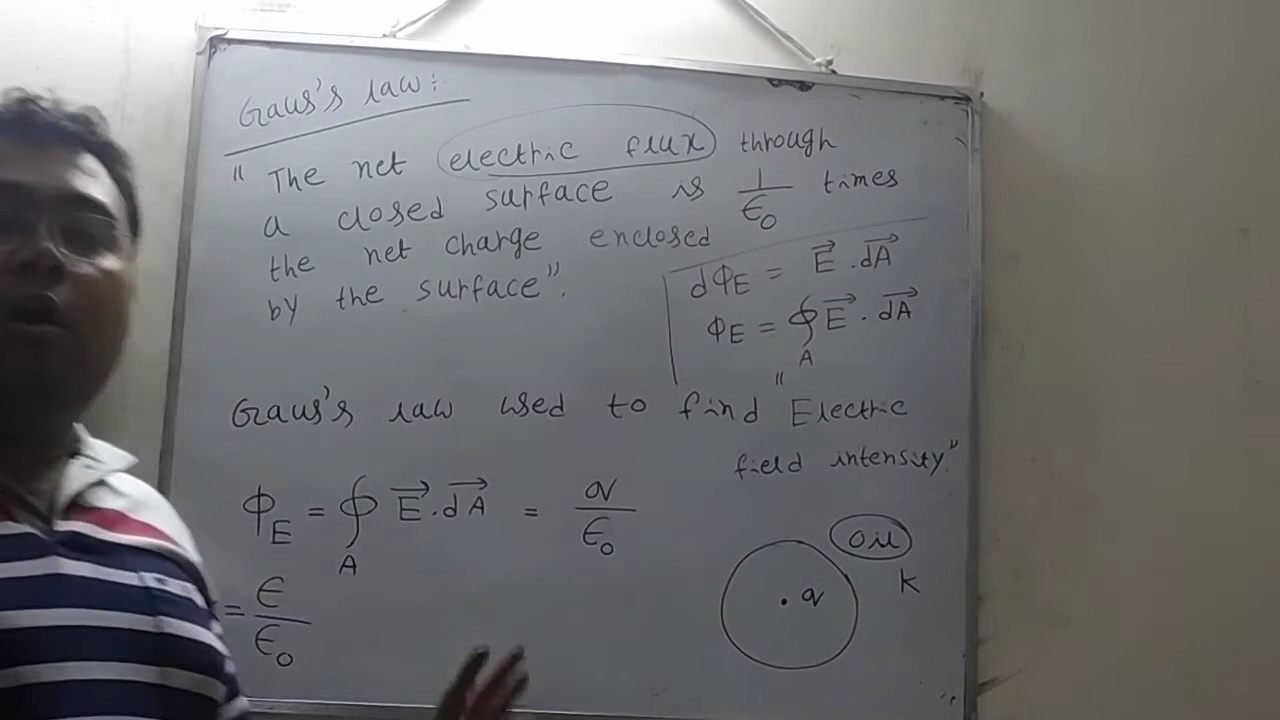 Gaus's law :-
" The net electric flux through
a closed surface is 1/ϵ₀ times
the net charge enclosed
by the surface".
dΦE = E⃗ . dA⃗
ΦE = ∮A E⃗ . dA⃗
Gaus's law used to find "Electric
field intensity."
ΦE = ∮A E⃗ . dA⃗ = q/ϵ₀
oil
k
q
= ϵ/ϵ₀